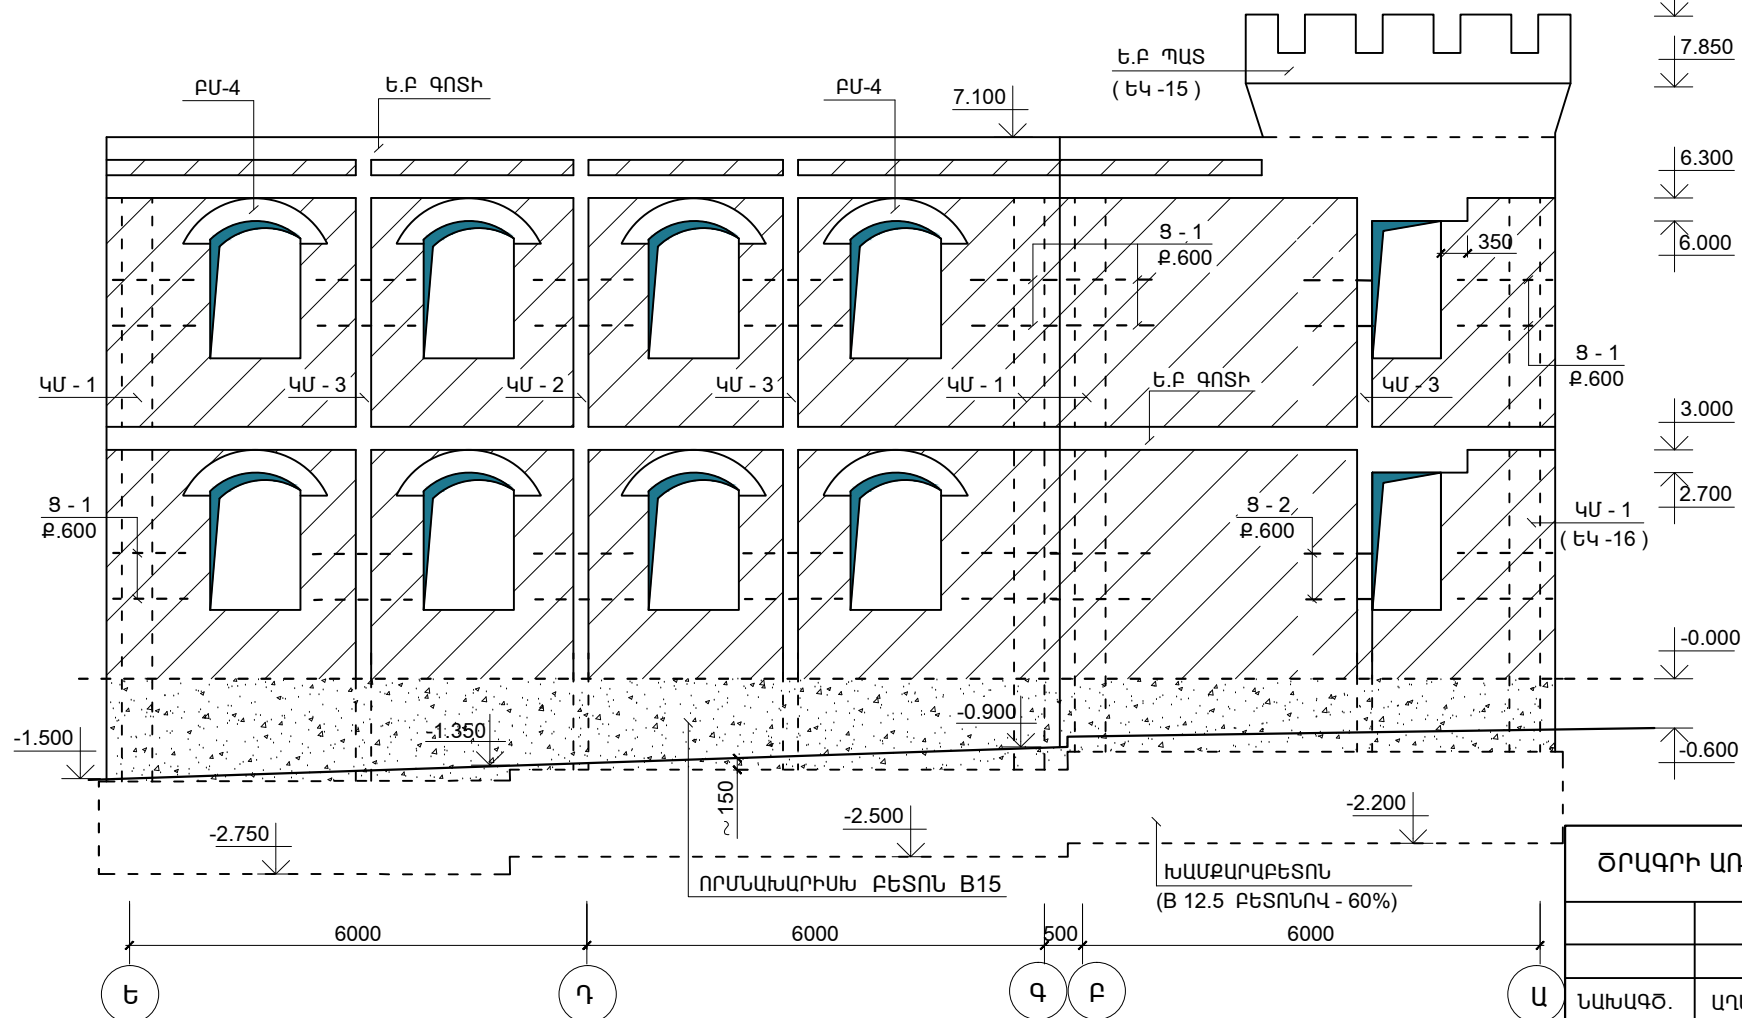 7.850
Ե.Բ ՊԱՏ
( ԵԿ -15 )
ԲՄ-4
Ե.Բ ԳՈՏԻ
ԲՄ-4
7.100
6.300
Ց - 1
Ք.600
350
6.000
Ց - 1
Ք.600
ԿՄ - 1
ԿՄ - 3
ԿՄ - 2
ԿՄ - 3
ԿՄ - 1
Ե.Բ ԳՈՏԻ
ԿՄ - 3
3.000
2.700
Ց - 1
Ք.600
Ց - 2
Ք.600
ԿՄ - 1
( ԵԿ -16 )
-0.000
-1.500
-1.350
-0.900
-0.600
~150
-2.750
-2.500
-2.200
ՈՐՄՆԱԽԱՐԻՍԽ ԲԵՏՈՆ B15
ԽԱՄՔԱՐԱԲԵՏՈՆ
(B 12.5 ԲԵՏՈՆՈՎ - 60%)
ԾՐԱԳՐԻ ԱՌ
6000
6000
500
6000
Ե
Դ
Գ
Բ
Ա
ՆԱԽԱԳԾ.